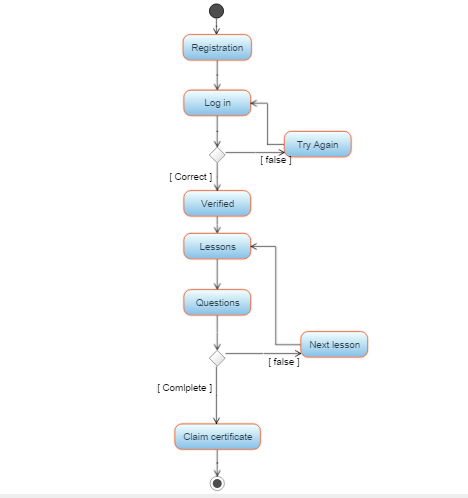 Registration
Log in
Try Again
[ false ]
[ Correct ]
Verified
Lessons
Questions
Next lesson
[ false ]
[ Comlplete ]
Claim certificate